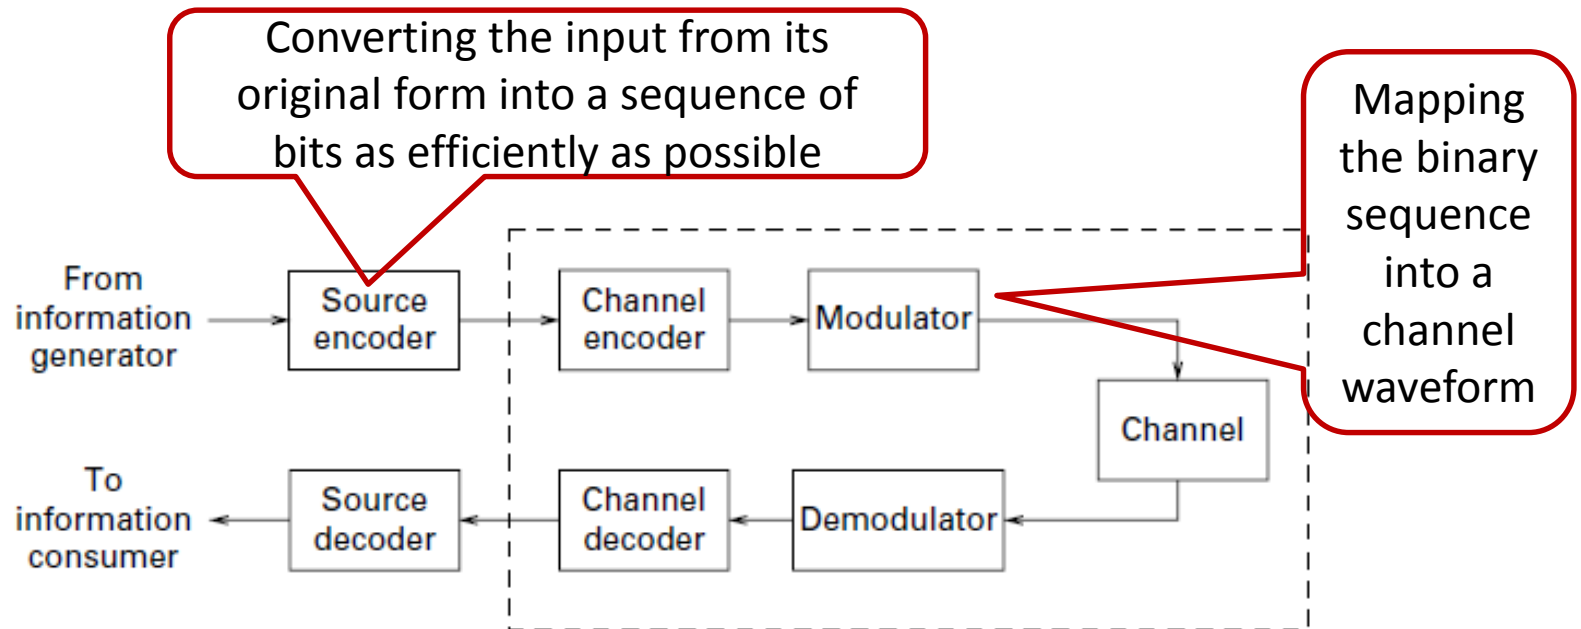 Converting the input from its
original form into a sequence of
bits as efficiently as possible
Mapping
the binary
sequence
into a
channel
waveform
From
information
generator
Source
encoder
Channel
encoder
Modulator
Channel
To
information
consumer
Source
decoder
Channel
decoder
Demodulator